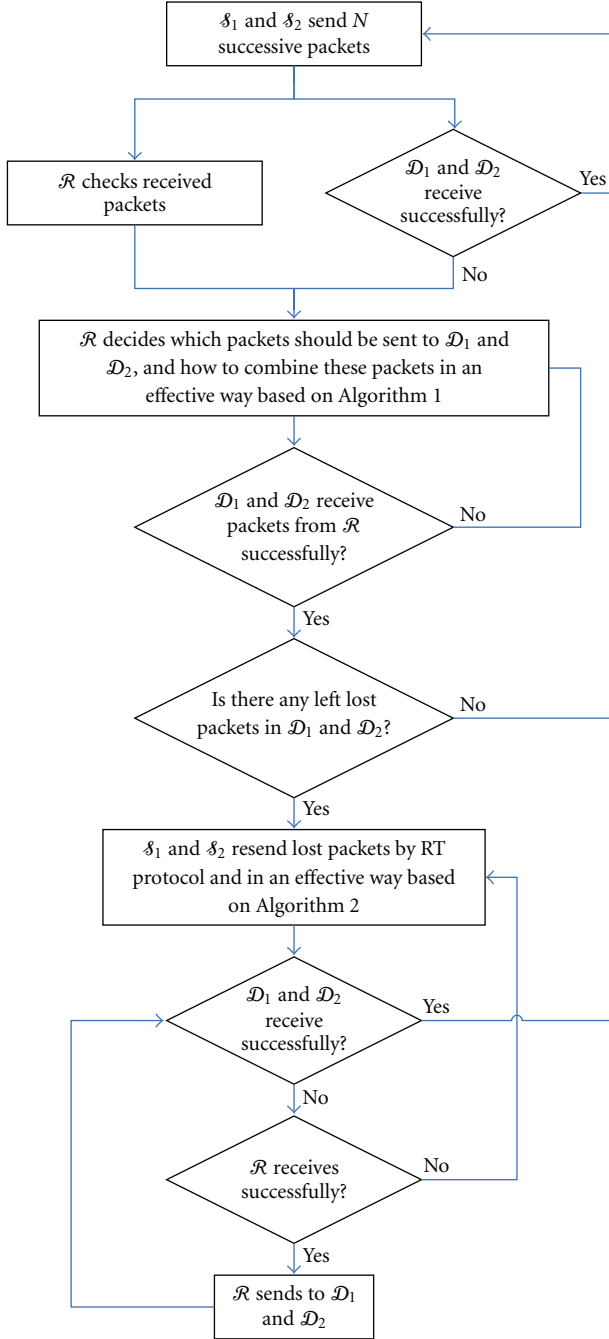 𝒮₁ and 𝒮₂ send N
successive packets
ℛ checks received
packets
𝒟₁ and 𝒟₂
receive
successfully?
Yes
No
ℛ decides which packets should be sent to 𝒟₁ and
𝒟₂, and how to combine these packets in an
effective way based on Algorithm 1
𝒟₁ and 𝒟₂ receive
packets from ℛ
successfully?
No
Yes
Is there any left lost
packets in 𝒟₁ and 𝒟₂?
No
Yes
𝒮₁ and 𝒮₂ resend lost packets by RT
protocol and in an effective way based
on Algorithm 2
𝒟₁ and 𝒟₂
receive
successfully?
Yes
No
ℛ receives
successfully?
No
Yes
ℛ sends to 𝒟₁
and 𝒟₂